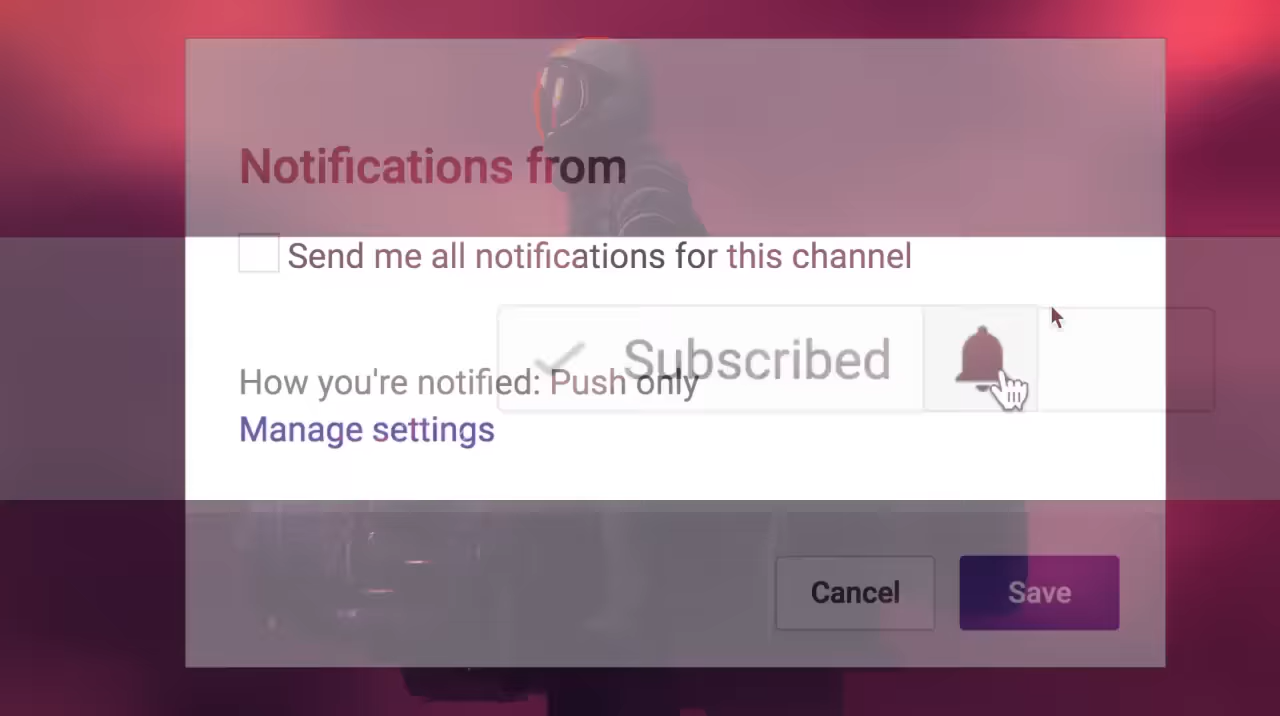 Notifications from
Send me all notifications for this channel
Subscribed
How you're notified: Push only
Manage settings
Cancel
Save